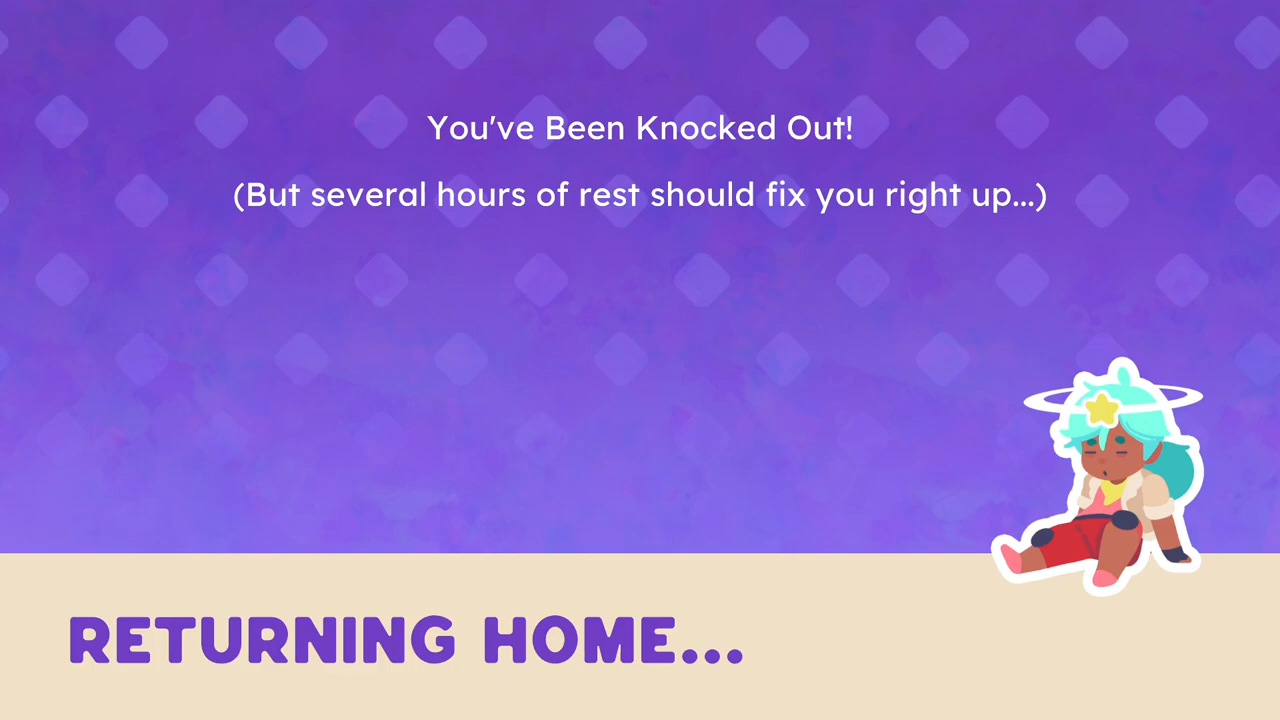 You've Been Knocked Out!
(But several hours of rest should fix you right up...)
RETURNING HOME...